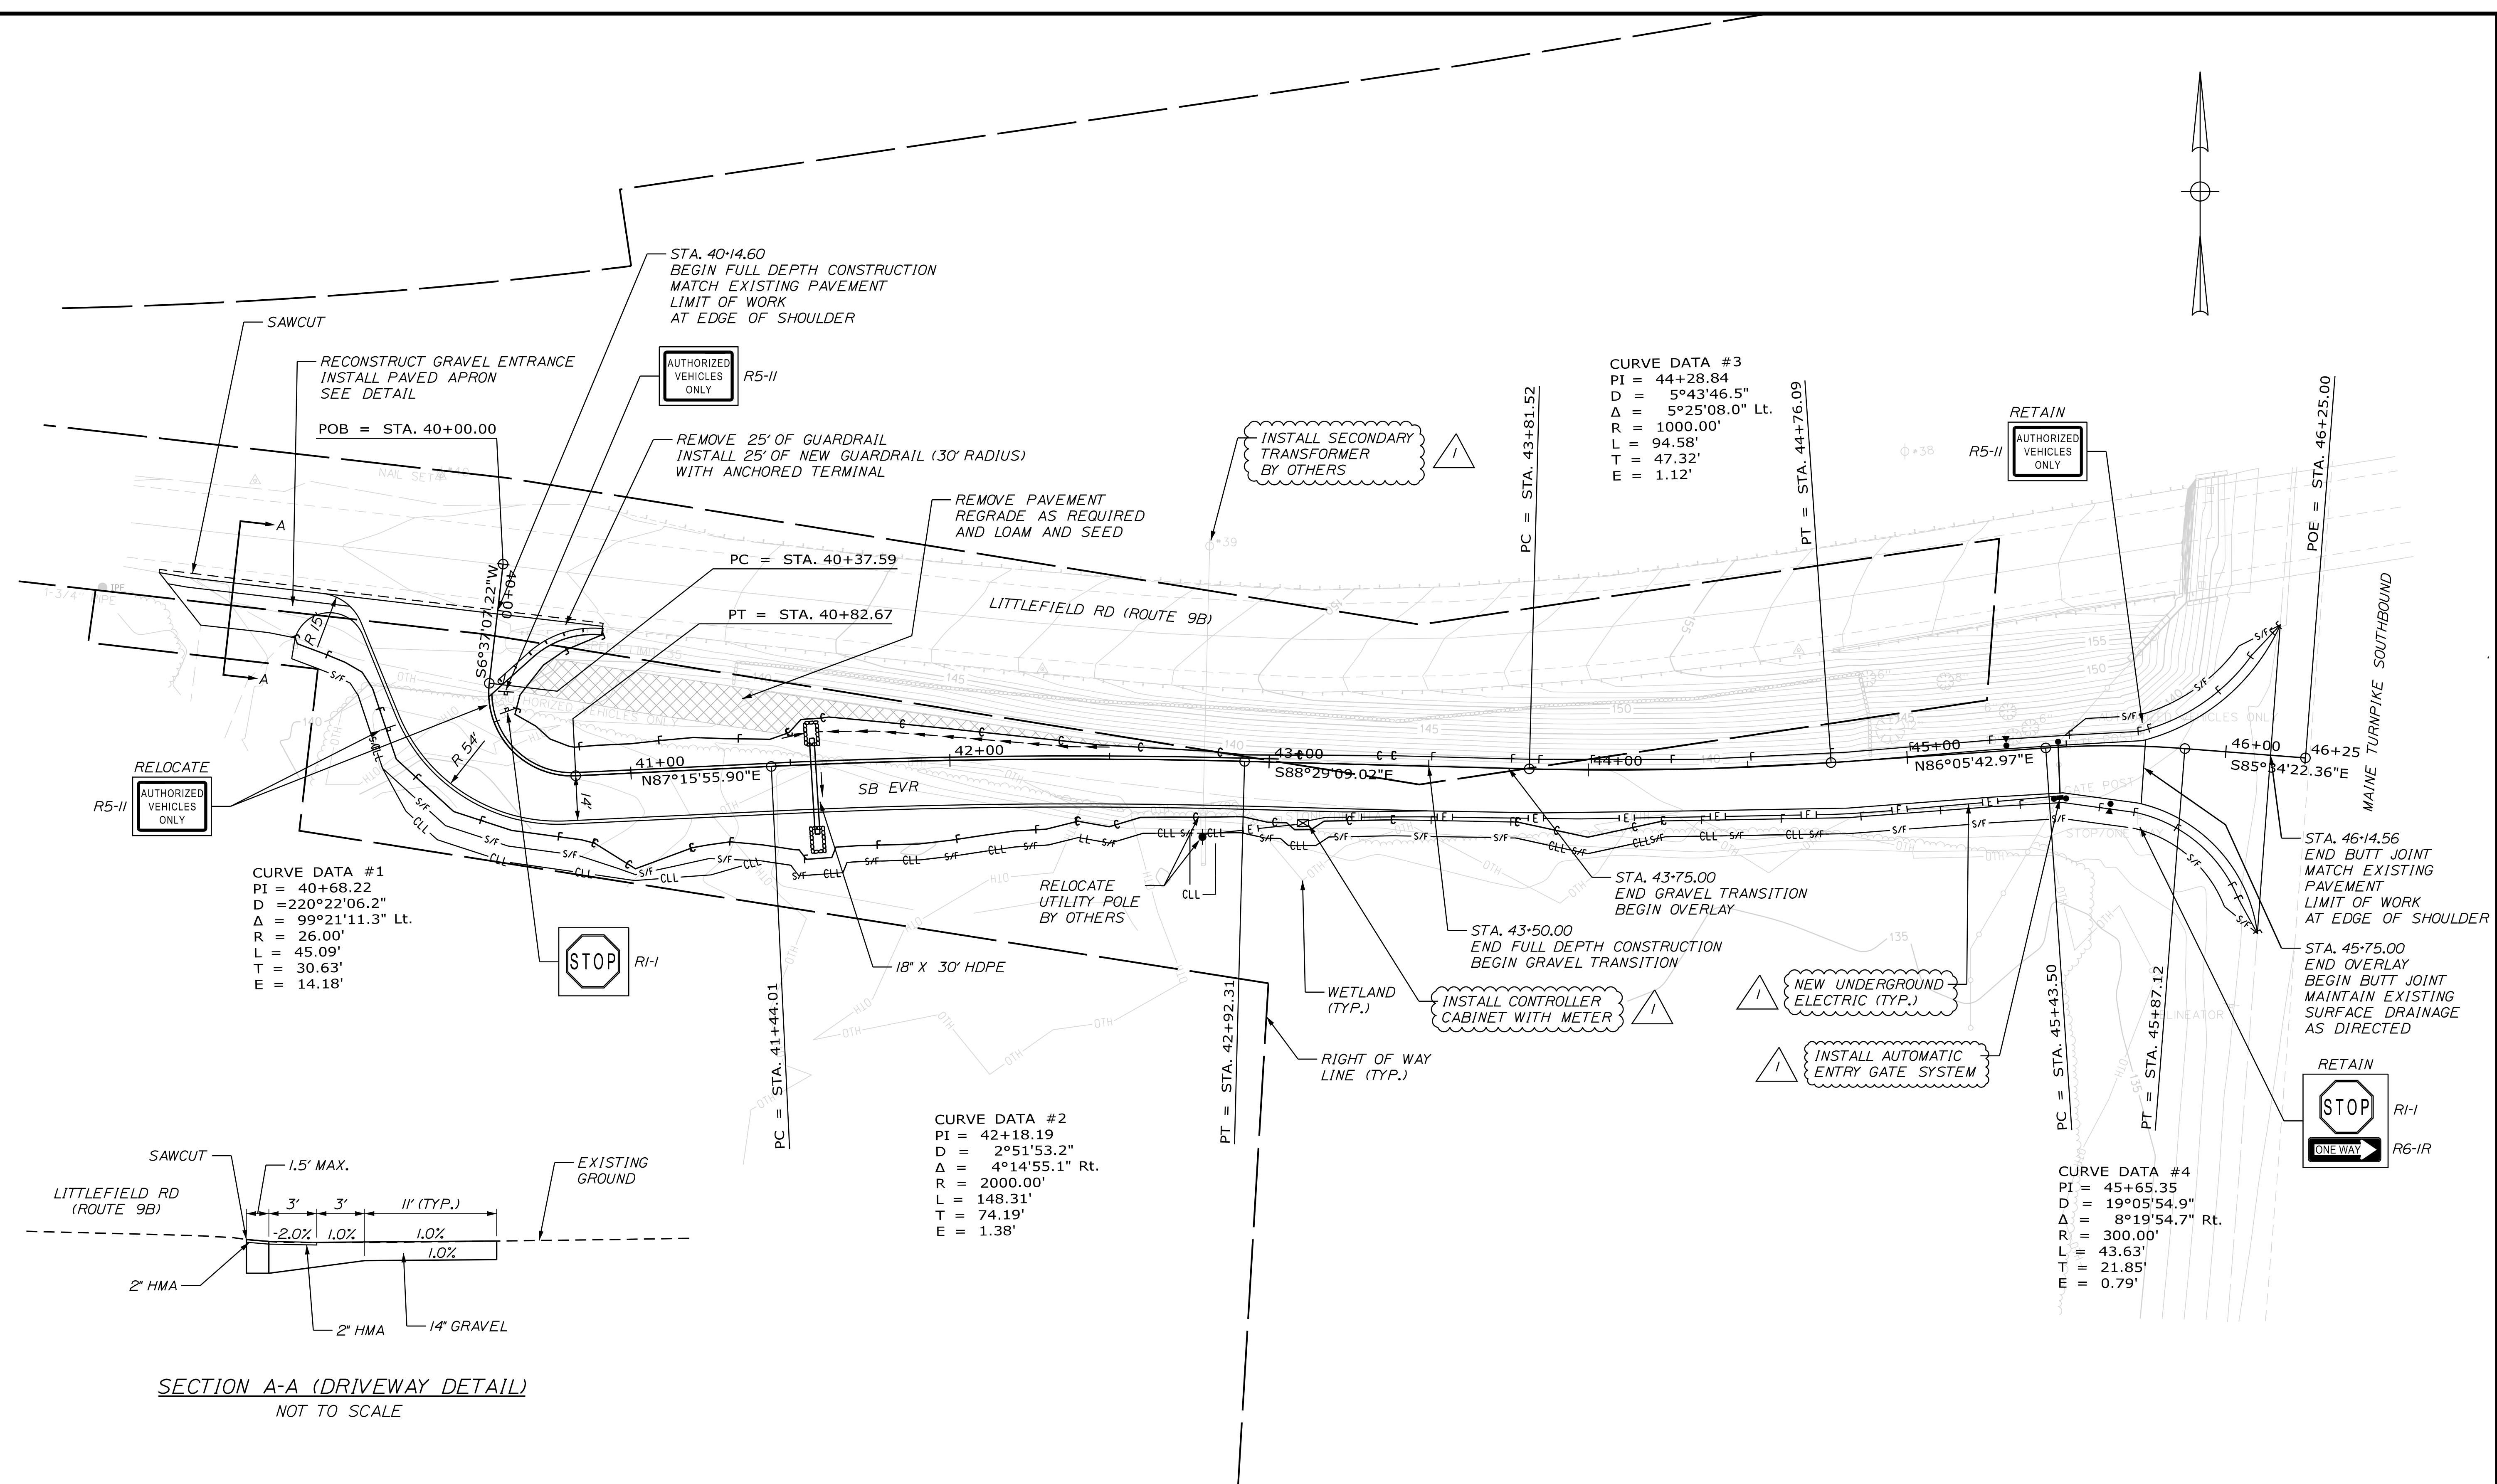 STA. 40+14.60
BEGIN FULL DEPTH CONSTRUCTION
MATCH EXISTING PAVEMENT
LIMIT OF WORK
AT EDGE OF SHOULDER
SAWCUT
RECONSTRUCT GRAVEL ENTRANCE
INSTALL PAVED APRON
SEE DETAIL
AUTHORIZED
VEHICLES
ONLY
R5-11
POB = STA. 40+00.00
REMOVE 25' OF GUARDRAIL
INSTALL 25' OF NEW GUARDRAIL (30' RADIUS)
WITH ANCHORED TERMINAL
REMOVE PAVEMENT
REGRADE AS REQUIRED
AND LOAM AND SEED
INSTALL SECONDARY
TRANSFORMER
BY OTHERS
1
CURVE DATA #3
PI = 44+28.84
D = 5°43'46.5"
Δ = 5°25'08.0" Lt.
R = 1000.00'
L = 94.58'
T = 47.32'
E = 1.12'
PC = STA. 43+81.52
PT = STA. 44+76.09
RETAIN
R5-11
AUTHORIZED
VEHICLES
ONLY
POE = STA. 46+25.00
NAIL SET
39
38
A
A
IPF
PC = STA. 40+37.59
PT = STA. 40+82.67
S6°37'07.22"W
40+00
R 15'
R 54'
14'
LITTLEFIELD RD (ROUTE 9B)
MAINE TURNPIKE SOUTHBOUND
155
155
150
150
145
145
145
140
140
140
41+00
N87°15'55.90"E
42+00
SB EVR
43+00
S88°29'09.02"E
44+00
45+00
N86°05'42.97"E
46+00
46+25
S85°34'22.36"E
GATE POST
RELOCATE
R5-11
AUTHORIZED
VEHICLES
ONLY
CURVE DATA #1
PI = 40+68.22
D =220°22'06.2"
Δ = 99°21'11.3" Lt.
R = 26.00'
L = 45.09'
T = 30.63'
E = 14.18'
STOP
R1-1
RELOCATE
UTILITY POLE
BY OTHERS
CLL
18" X 30' HDPE
STA. 43+75.00
END GRAVEL TRANSITION
BEGIN OVERLAY
STA. 43+50.00
END FULL DEPTH CONSTRUCTION
BEGIN GRAVEL TRANSITION
WETLAND
(TYP.)
INSTALL CONTROLLER
CABINET WITH METER
1
RIGHT OF WAY
LINE (TYP.)
135
135
NEW UNDERGROUND
ELECTRIC (TYP.)
1
INSTALL AUTOMATIC
ENTRY GATE SYSTEM
1
STA. 46+14.56
END BUTT JOINT
MATCH EXISTING
PAVEMENT
LIMIT OF WORK
AT EDGE OF SHOULDER
STA. 45+75.00
END OVERLAY
BEGIN BUTT JOINT
MAINTAIN EXISTING
SURFACE DRAINAGE
AS DIRECTED
RETAIN
STOP
R1-1
ONE WAY
R6-1R
PC = STA. 41+44.01
PT = STA. 42+92.31
PC = STA. 45+43.50
PT = STA. 45+87.12
CURVE DATA #2
PI = 42+18.19
D = 2°51'53.2"
Δ = 4°14'55.1" Rt.
R = 2000.00'
L = 148.31'
T = 74.19'
E = 1.38'
CURVE DATA #4
PI = 45+65.35
D = 19°05'54.9"
Δ = 8°19'54.7" Rt.
R = 300.00'
L = 43.63'
T = 21.85'
E = 0.79'
SAWCUT
1.5' MAX.
EXISTING
GROUND
LITTLEFIELD RD
(ROUTE 9B)
3'
3'
11' (TYP.)
-2.0%
1.0%
1.0%
1.0%
2" HMA
2" HMA
14" GRAVEL
SECTION A-A (DRIVEWAY DETAIL)
NOT TO SCALE